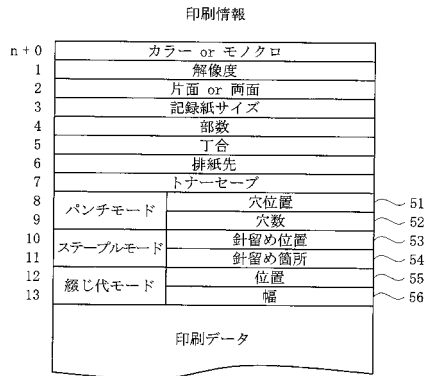 印刷情報
n+0 カラー or モノクロ
1 解像度
2 片面 or 両面
3 記録紙サイズ
4 部数
5 丁合
6 排紙先
7 トナーセーブ
8 パンチモード 穴位置 51
9 穴数 52
10 ステープルモード 針留め位置 53
11 針留め箇所 54
12 綴じ代モード 位置 55
13 幅 56
印刷データ